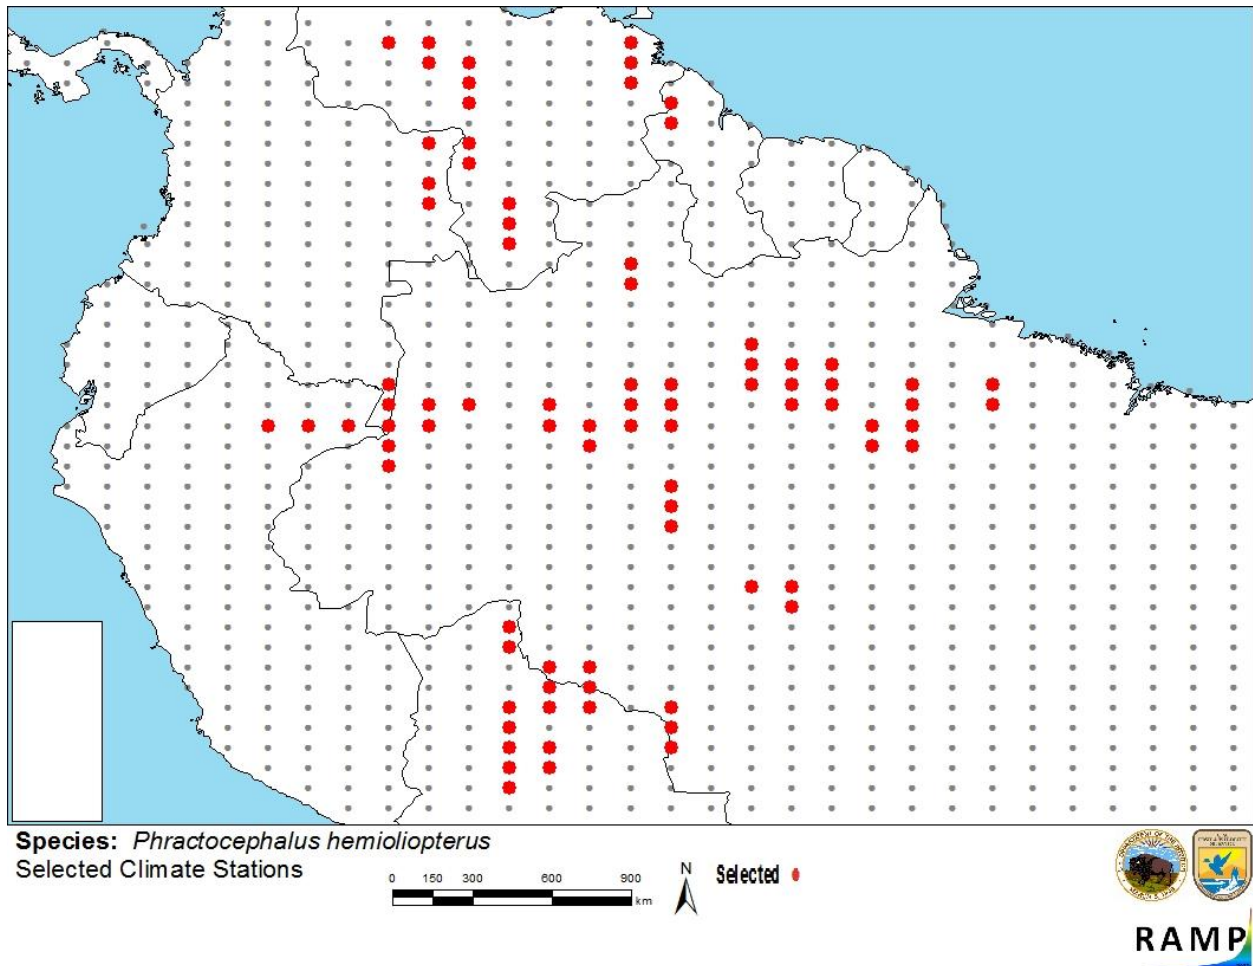 Species: Phractocephalus hemioliopterus
Selected Climate Stations
0 150 300 600 900
km
N
Selected
RAMP